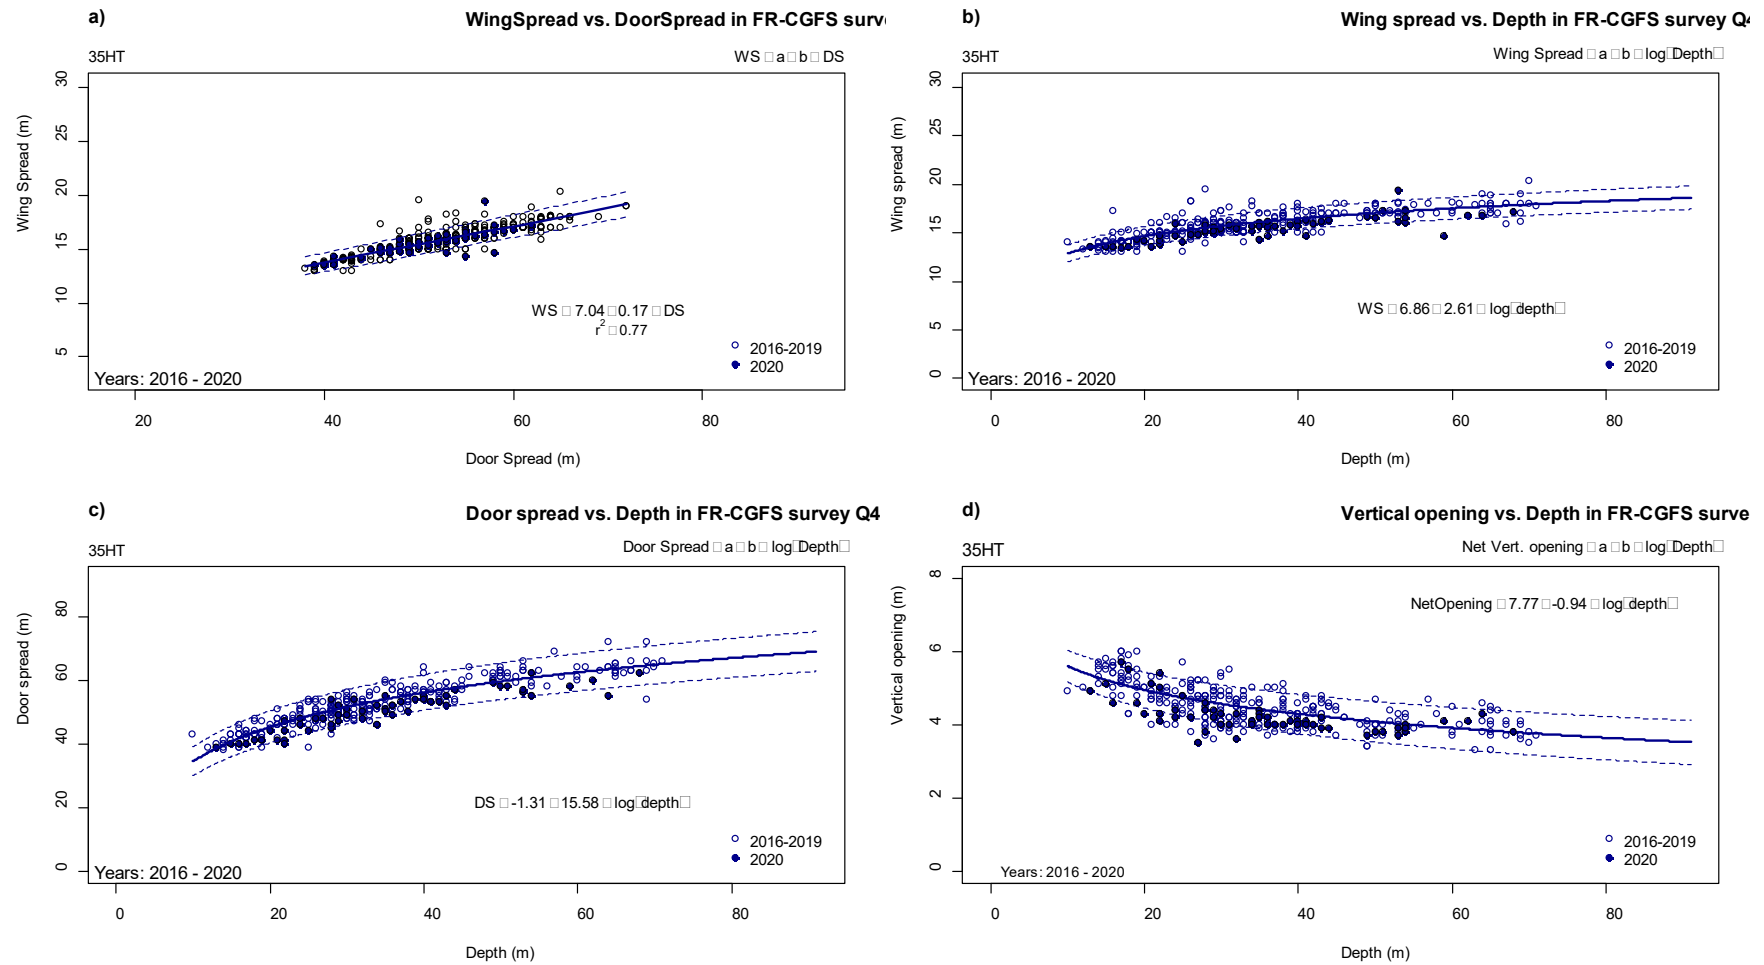 a)
WingSpread vs. DoorSpread in FR-CGFS surve
35HT
WS □ a □ b □ DS
Wing Spread (m)
30
25
20
15
10
5
WS □ 7.04 □ 0.17 □ DS
r2 □ 0.77
2016-2019
2020
Years: 2016 - 2020
20 40 60 80
Door Spread (m)
b)
Wing spread vs. Depth in FR-CGFS survey Q4
35HT
Wing Spread □ a □ b □ log□Depth□
Wing spread (m)
30
25
20
15
10
5
0
WS □ 6.86 □ 2.61 □ log□depth□
2016-2019
2020
Years: 2016 - 2020
0 20 40 60 80
Depth (m)
c)
Door spread vs. Depth in FR-CGFS survey Q4
35HT
Door Spread □ a □ b □ log□Depth□
Door spread (m)
80
60
40
20
0
DS □ -1.31 □ 15.58 □ log□depth□
2016-2019
2020
Years: 2016 - 2020
0 20 40 60 80
Depth (m)
d)
Vertical opening vs. Depth in FR-CGFS surve
35HT
Net Vert. opening □ a □ b □ log□Depth□
Vertical opening (m)
8
6
4
2
0
NetOpening □ 7.77 □ -0.94 □ log□depth□
2016-2019
2020
Years: 2016 - 2020
0 20 40 60 80
Depth (m)